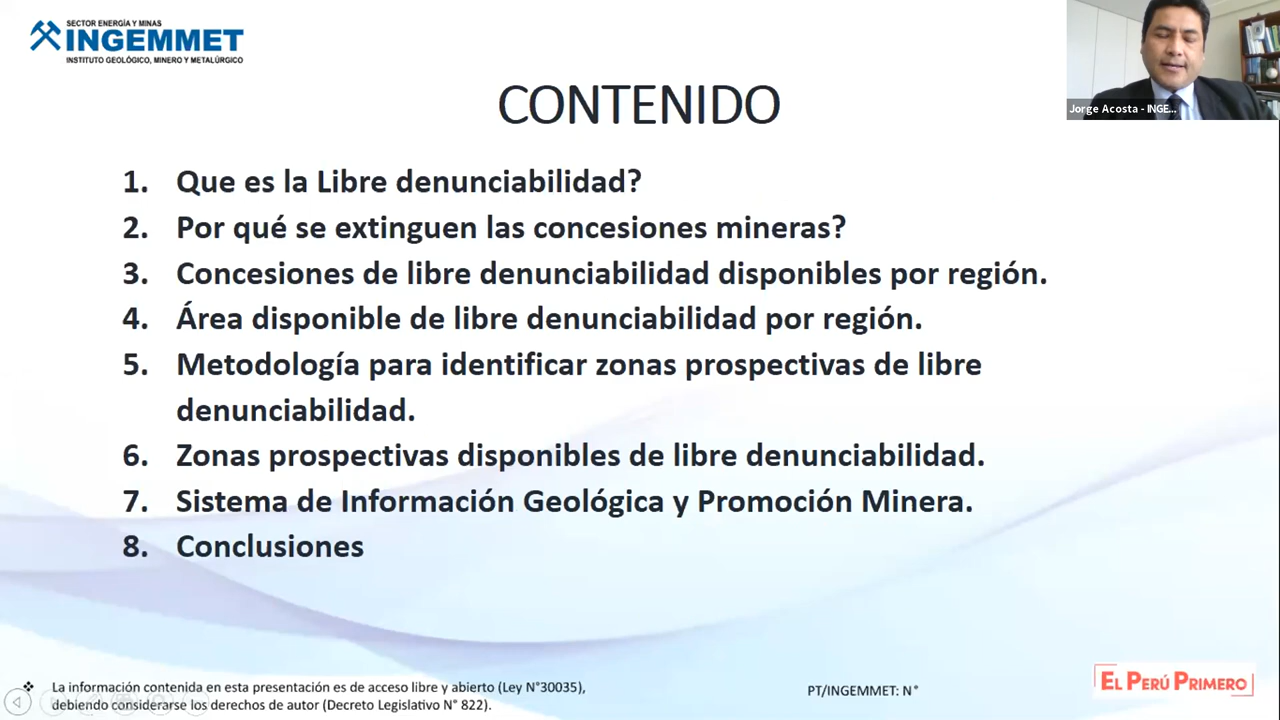 SECTOR ENERGÍA Y MINAS
INGEMMET
INSTITUTO GEOLÓGICO, MINERO Y METALÚRGICO
Jorge Acosta - INGE...
CONTENIDO
1. Que es la Libre denunciabilidad?
2. Por qué se extinguen las concesiones mineras?
3. Concesiones de libre denunciabilidad disponibles por región.
4. Área disponible de libre denunciabilidad por región.
5. Metodología para identificar zonas prospectivas de libre
denunciabilidad.
6. Zonas prospectivas disponibles de libre denunciabilidad.
7. Sistema de Información Geológica y Promoción Minera.
8. Conclusiones
❖ La información contenida en esta presentación es de acceso libre y abierto (Ley N°30035),
debiendo considerarse los derechos de autor (Decreto Legislativo N° 822).
PT/INGEMMET: N°
EL PERÚ PRIMERO